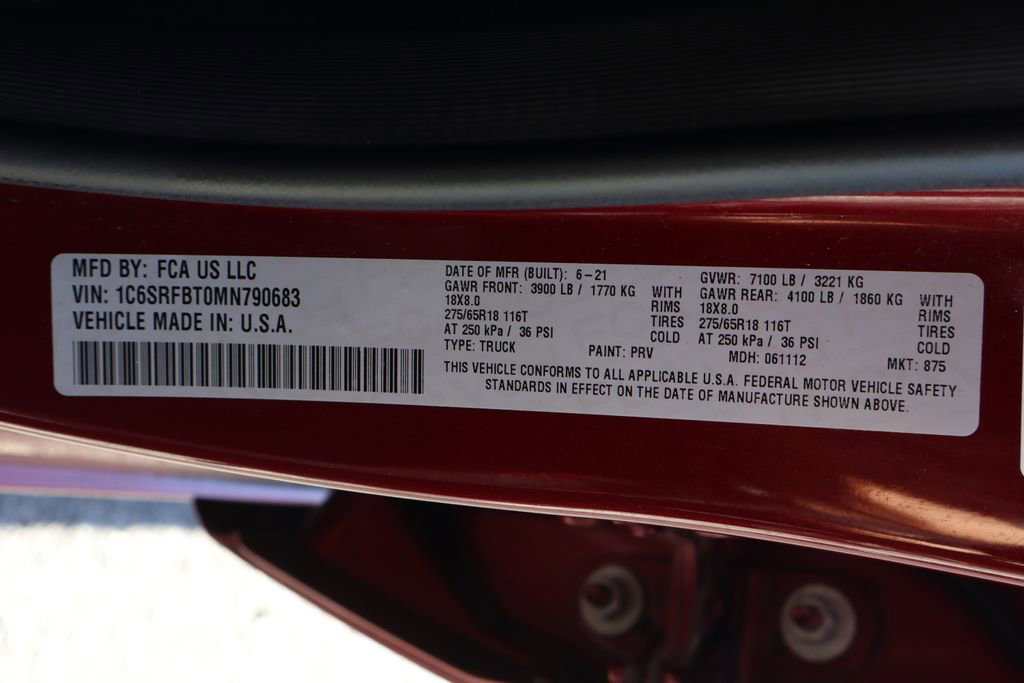 MFD BY: FCA US LLC
VIN: 1C6SRFBT0MN790683
VEHICLE MADE IN: U.S.A.
DATE OF MFR (BUILT): 6-21
GAWR FRONT: 3900 LB / 1770 KG WITH
18X8.0 RIMS
275/65R18 116T TIRES
AT 250 kPa / 36 PSI COLD
TYPE: TRUCK PAINT: PRV
GVWR: 7100 LB / 3221 KG
GAWR REAR: 4100 LB / 1860 KG WITH
18X8.0 RIMS
275/65R18 116T TIRES
AT 250 kPa / 36 PSI COLD
MDH: 061112 MKT: 875
THIS VEHICLE CONFORMS TO ALL APPLICABLE U.S.A. FEDERAL MOTOR VEHICLE SAFETY
STANDARDS IN EFFECT ON THE DATE OF MANUFACTURE SHOWN ABOVE.